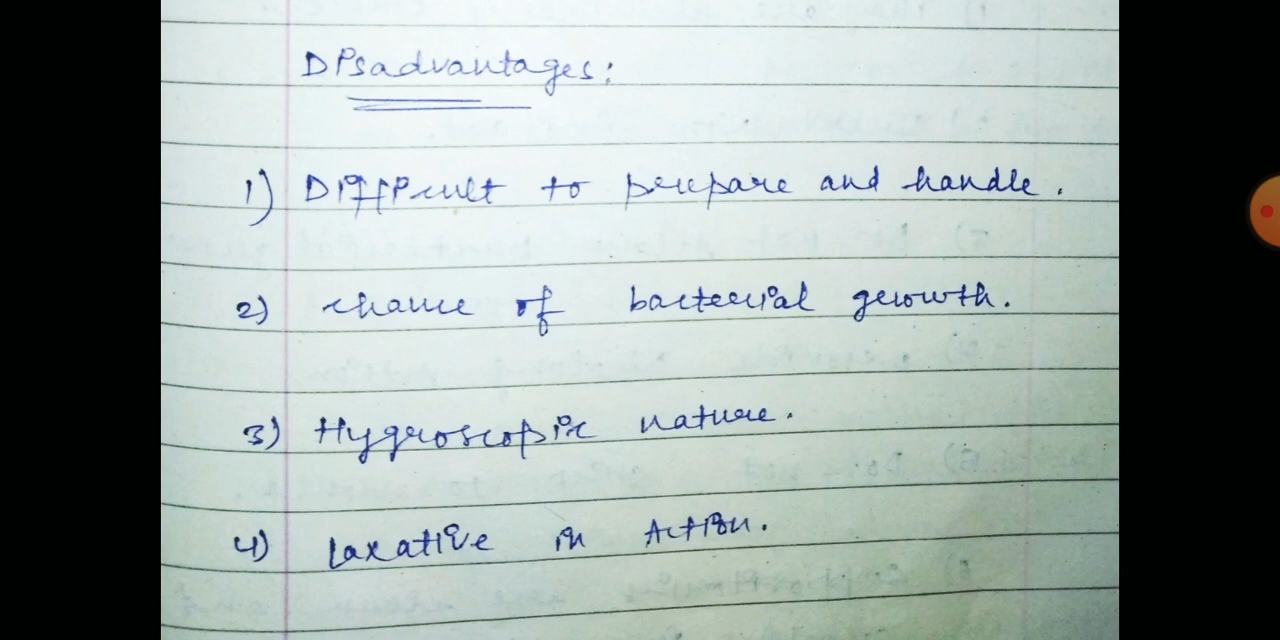 Disadvantages:
1) Difficult to prepare and handle.
2) chance of bacterial growth.
3) Hygroscopic nature.
4) Laxative in Action.